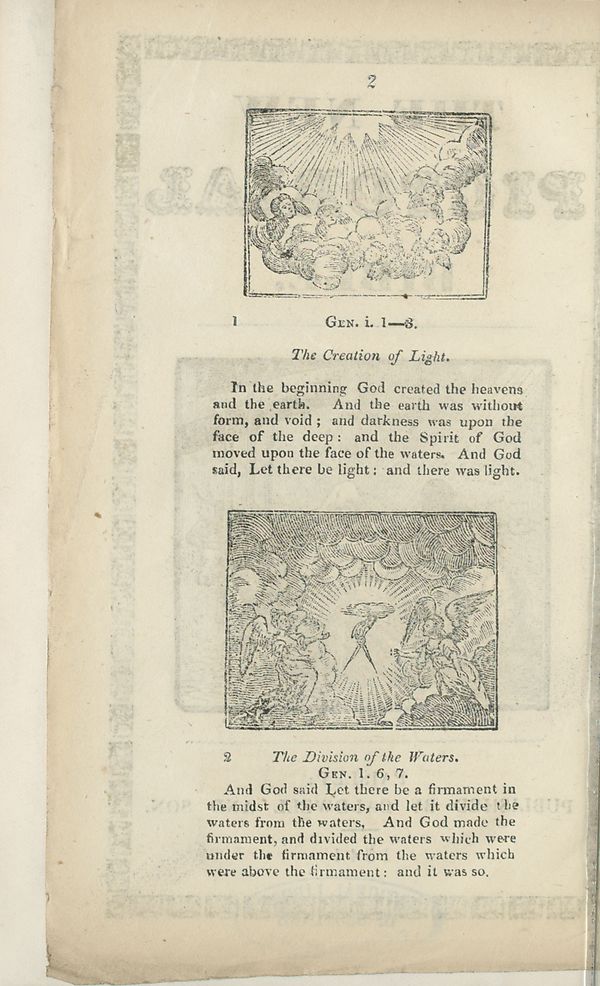 2
1 GEN. i. 1—3.
The Creation of Light.
In the beginning God created the heavens
and the earth. And the earth was without
form, and void ; and darkness was upon the
face of the deep : and the Spirit of God
moved upon the face of the waters. And God
said, Let there be light : and there was light.
2 The Division of the Waters.
GEN. 1. 6, 7.
And God said Let there be a firmament in
the midst of the waters, and let it divide the
waters from the waters, And God made the
firmament, and divided the waters which were
under the firmament from the waters which
were above the firmament : and it was so.